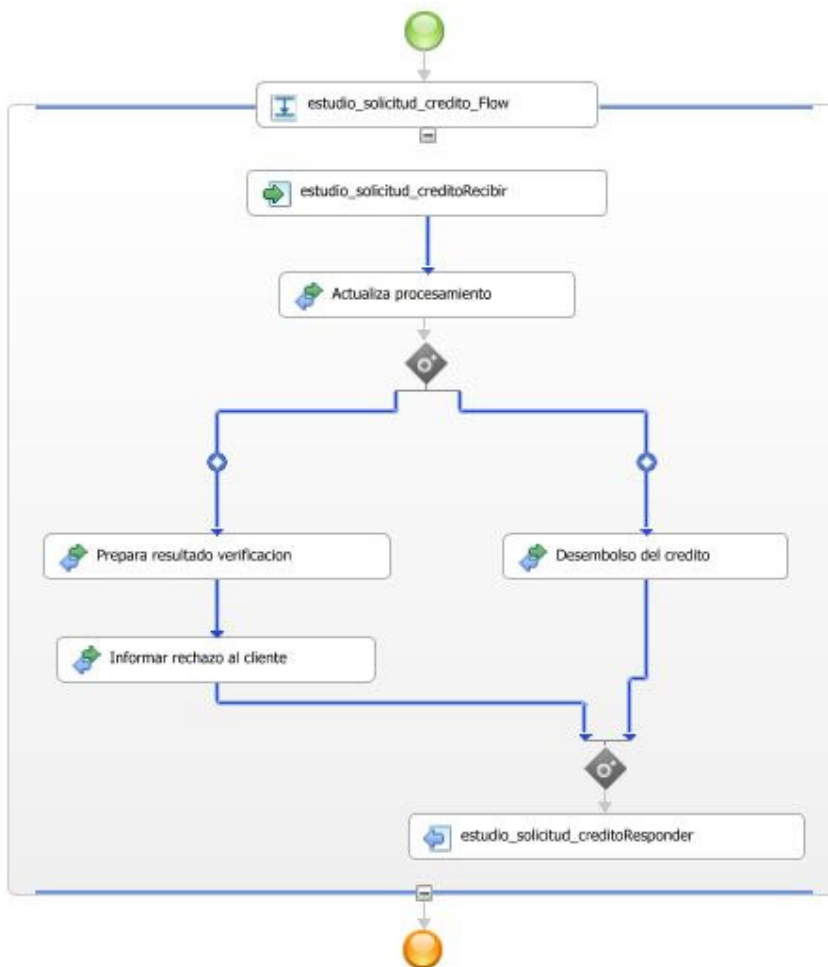 estudio_solicitud_credito_Flow
estudio_solicitud_creditoRecibir
Actualiza procesamiento
Prepara resultado verificacion
Desembolso del credito
Informar rechazo al cliente
estudio_solicitud_creditoResponder